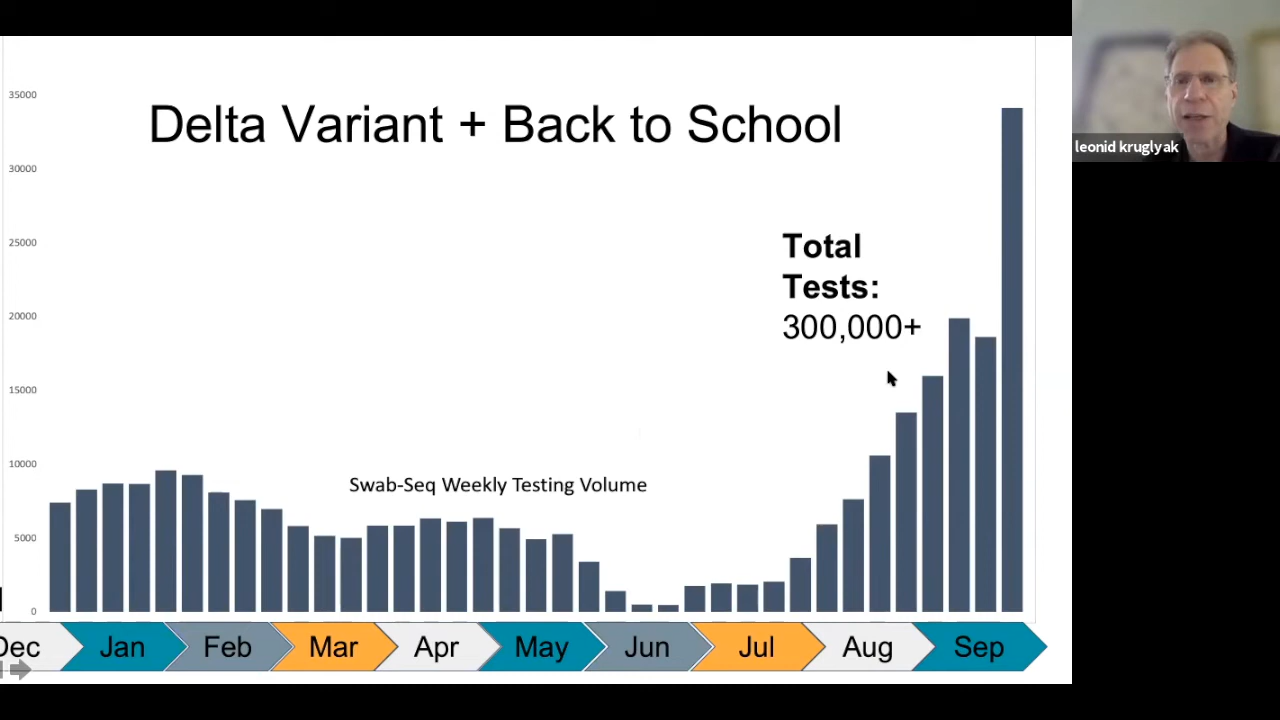 Delta Variant + Back to School
leonid kruglyak
35000
30000
25000
20000
15000
10000
5000
0
Total
Tests:
300,000+
Swab-Seq Weekly Testing Volume
Dec Jan Feb Mar Apr May Jun Jul Aug Sep